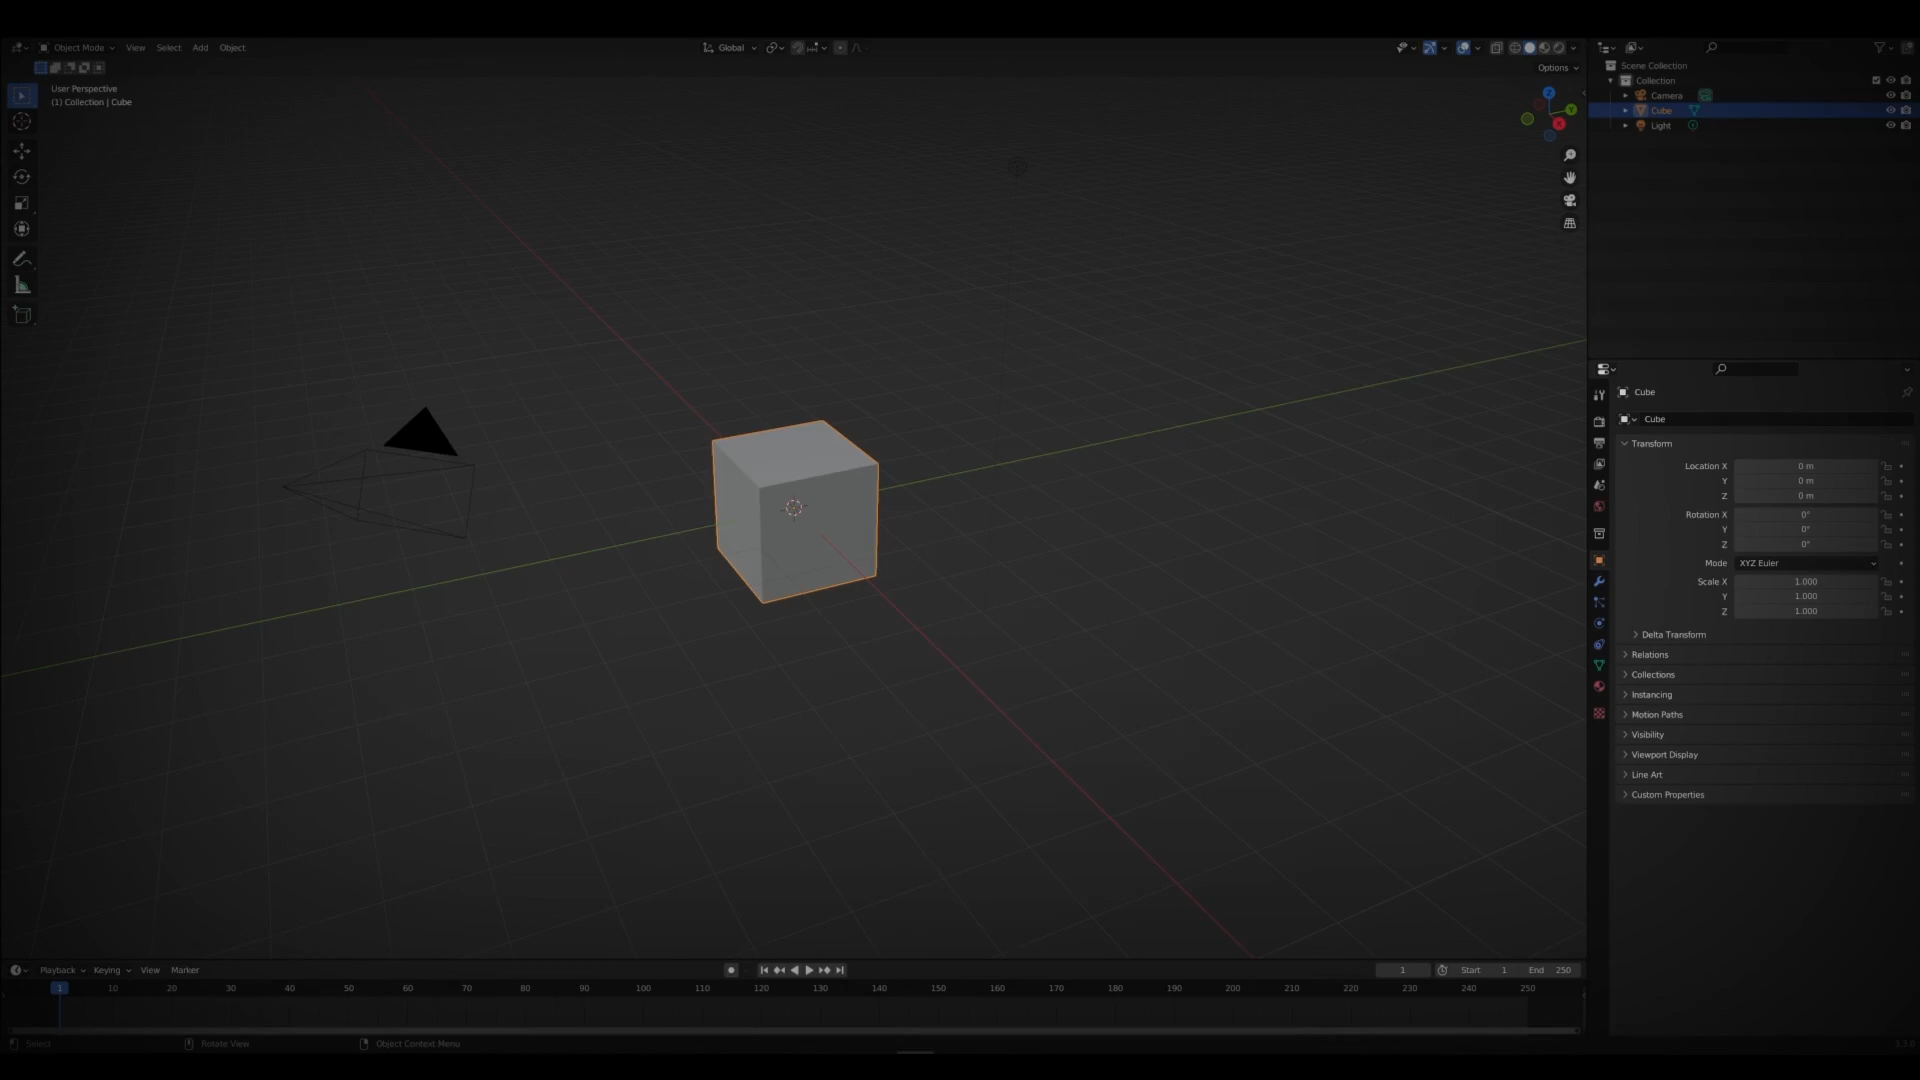 Object Mode View Select Add Object Global
Options
User Perspective
(1) Collection | Cube
Z
Y
X
Scene Collection
Collection
Camera
Cube
Light
Cube
Cube
Transform
Location X 0 m
Y 0 m
Z 0 m
Rotation X 0°
Y 0°
Z 0°
Mode XYZ Euler
Scale X 1.000
Y 1.000
Z 1.000
Delta Transform
Relations
Collections
Instancing
Motion Paths
Visibility
Viewport Display
Line Art
Custom Properties
Playback Keying View Marker 1 Start 1 End 250
1 10 20 30 40 50 60 70 80 90 100 110 120 130 140 150 160 170 180 190 200 210 220 230 240 250
Select Rotate View Object Context Menu 3.3.0